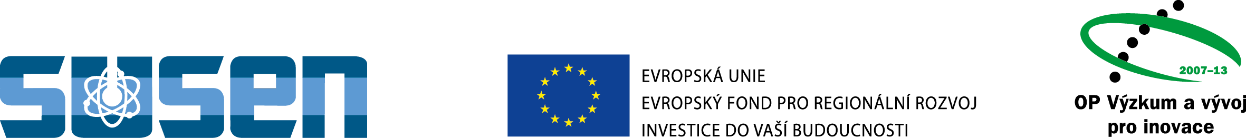 susen
EVROPSKÁ UNIE
EVROPSKÝ FOND PRO REGIONÁLNÍ ROZVOJ
INVESTICE DO VAŠÍ BUDOUCNOSTI
2007–13
OP Výzkum a vývoj
pro inovace